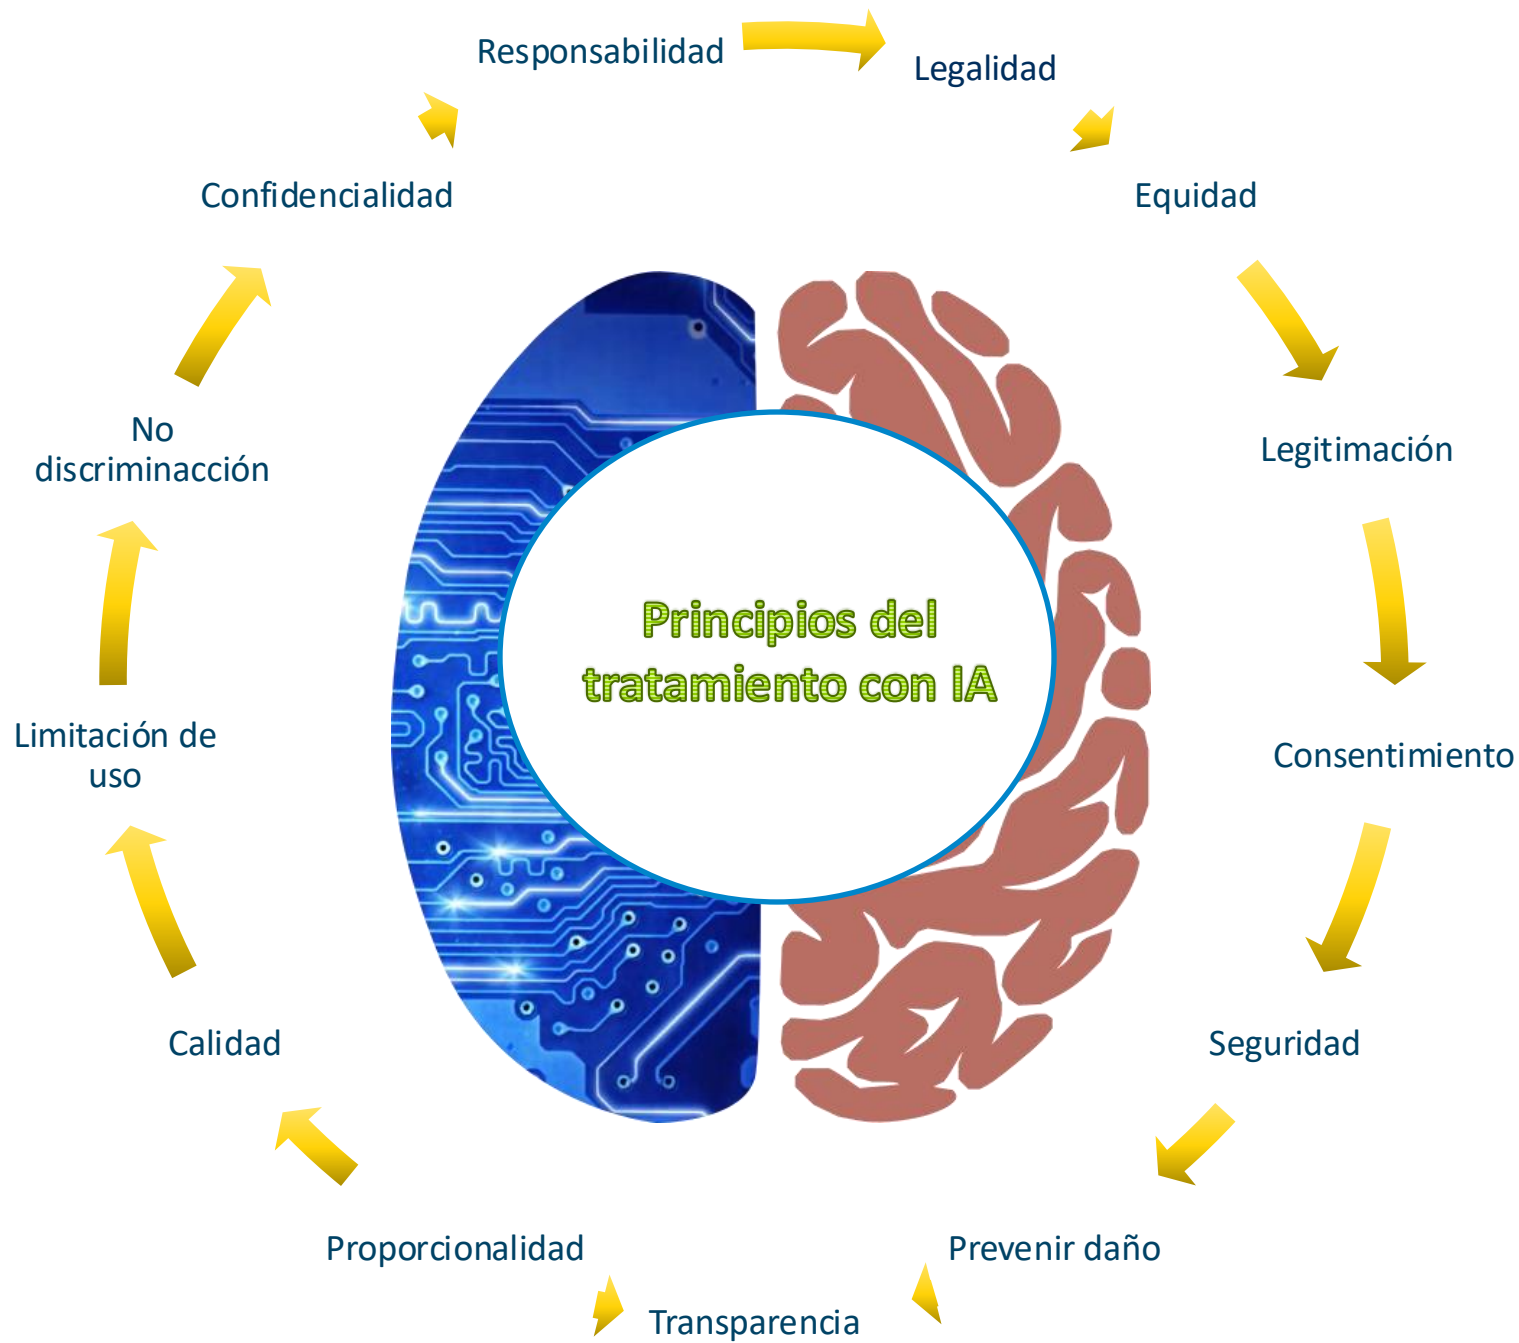 Responsabilidad
Legalidad
Equidad
Legitimación
Consentimiento
Seguridad
Prevenir daño
Transparencia
Proporcionalidad
Calidad
Limitación de
uso
No
discriminacción
Confidencialidad
Principios del
tratamiento con IA